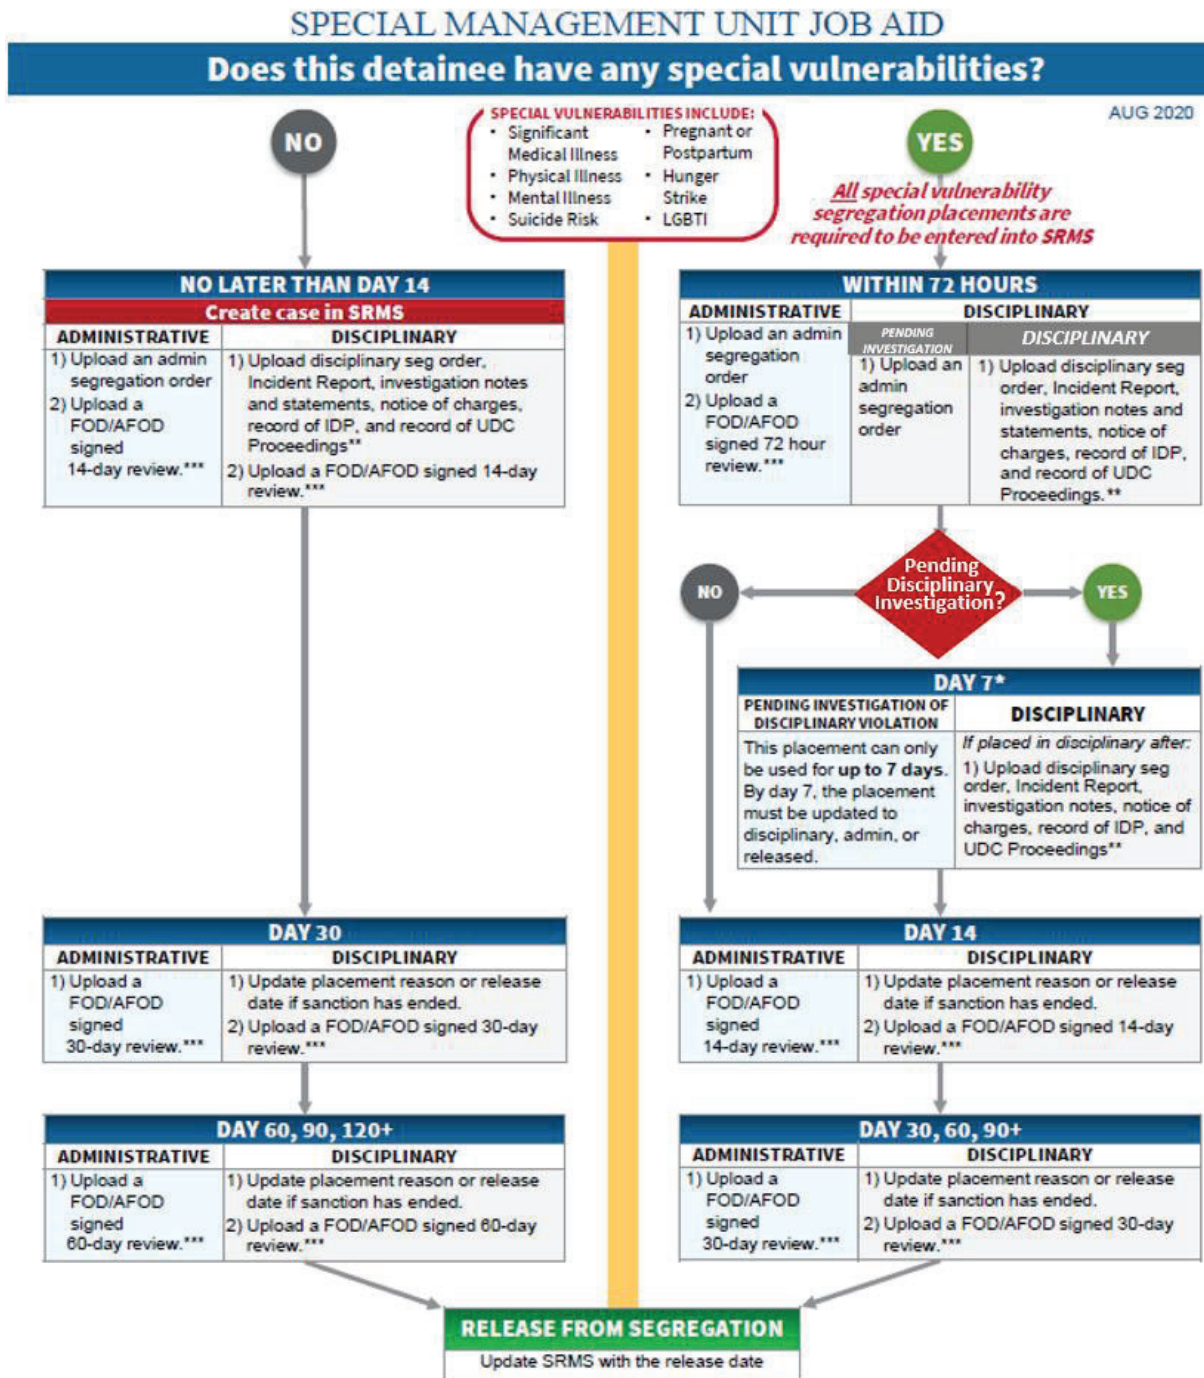 SPECIAL MANAGEMENT UNIT JOB AID
Does this detainee have any special vulnerabilities?
AUG 2020
NO
SPECIAL VULNERABILITIES INCLUDE:
• Significant
Medical Illness
• Physical Illness
• Mental Illness
• Suicide Risk
• Pregnant or
Postpartum
• Hunger
Strike
• LGBTI
YES
All special vulnerability
segregation placements are
required to be entered into SRMS
NO LATER THAN DAY 14
Create case in SRMS
ADMINISTRATIVE
1) Upload an admin
segregation order
2) Upload a
FOD/AFOD
signed
14-day review.***
DISCIPLINARY
1) Upload disciplinary seg order,
Incident Report, investigation notes
and statements, notice of charges,
record of IDP, and record of UDC
Proceedings**
2) Upload a FOD/AFOD signed 14-day
review.***
WITHIN 72 HOURS
ADMINISTRATIVE
1) Upload an admin
segregation
order
2) Upload a
FOD/AFOD
signed 72 hour
review.***
DISCIPLINARY
PENDING
INVESTIGATION
1) Upload an
admin
segregation
order
DISCIPLINARY
1) Upload disciplinary seg
order, Incident Report,
investigation notes and
statements, notice of
charges, record of IDP,
and record of UDC
Proceedings.**
Pending
Disciplinary
Investigation?
NO
YES
DAY 7*
PENDING INVESTIGATION OF
DISCIPLINARY VIOLATION
This placement can only
be used for up to 7 days.
By day 7, the placement
must be updated to
disciplinary, admin, or
released.
DISCIPLINARY
If placed in disciplinary after:
1) Upload disciplinary seg
order, Incident Report,
investigation notes, notice of
charges, record of IDP, and
UDC Proceedings**
DAY 30
ADMINISTRATIVE
1) Upload a
FOD/AFOD
signed
30-day review.***
DISCIPLINARY
1) Update placement reason or release
date if sanction has ended.
2) Upload a FOD/AFOD signed 30-day
review.***
DAY 14
ADMINISTRATIVE
1) Upload a
FOD/AFOD
signed
14-day review.***
DISCIPLINARY
1) Update placement reason or release
date if sanction has ended.
2) Upload a FOD/AFOD signed 14-day
review.***
DAY 60, 90, 120+
ADMINISTRATIVE
1) Upload a
FOD/AFOD
signed
60-day review.***
DISCIPLINARY
1) Update placement reason or release
date if sanction has ended.
2) Upload a FOD/AFOD signed 60-day
review.***
DAY 30, 60, 90+
ADMINISTRATIVE
1) Upload a
FOD/AFOD
signed
30-day review.***
DISCIPLINARY
1) Update placement reason or release
date if sanction has ended.
2) Upload a FOD/AFOD signed 30-day
review.***
RELEASE FROM SEGREGATION
Update SRMS with the release date